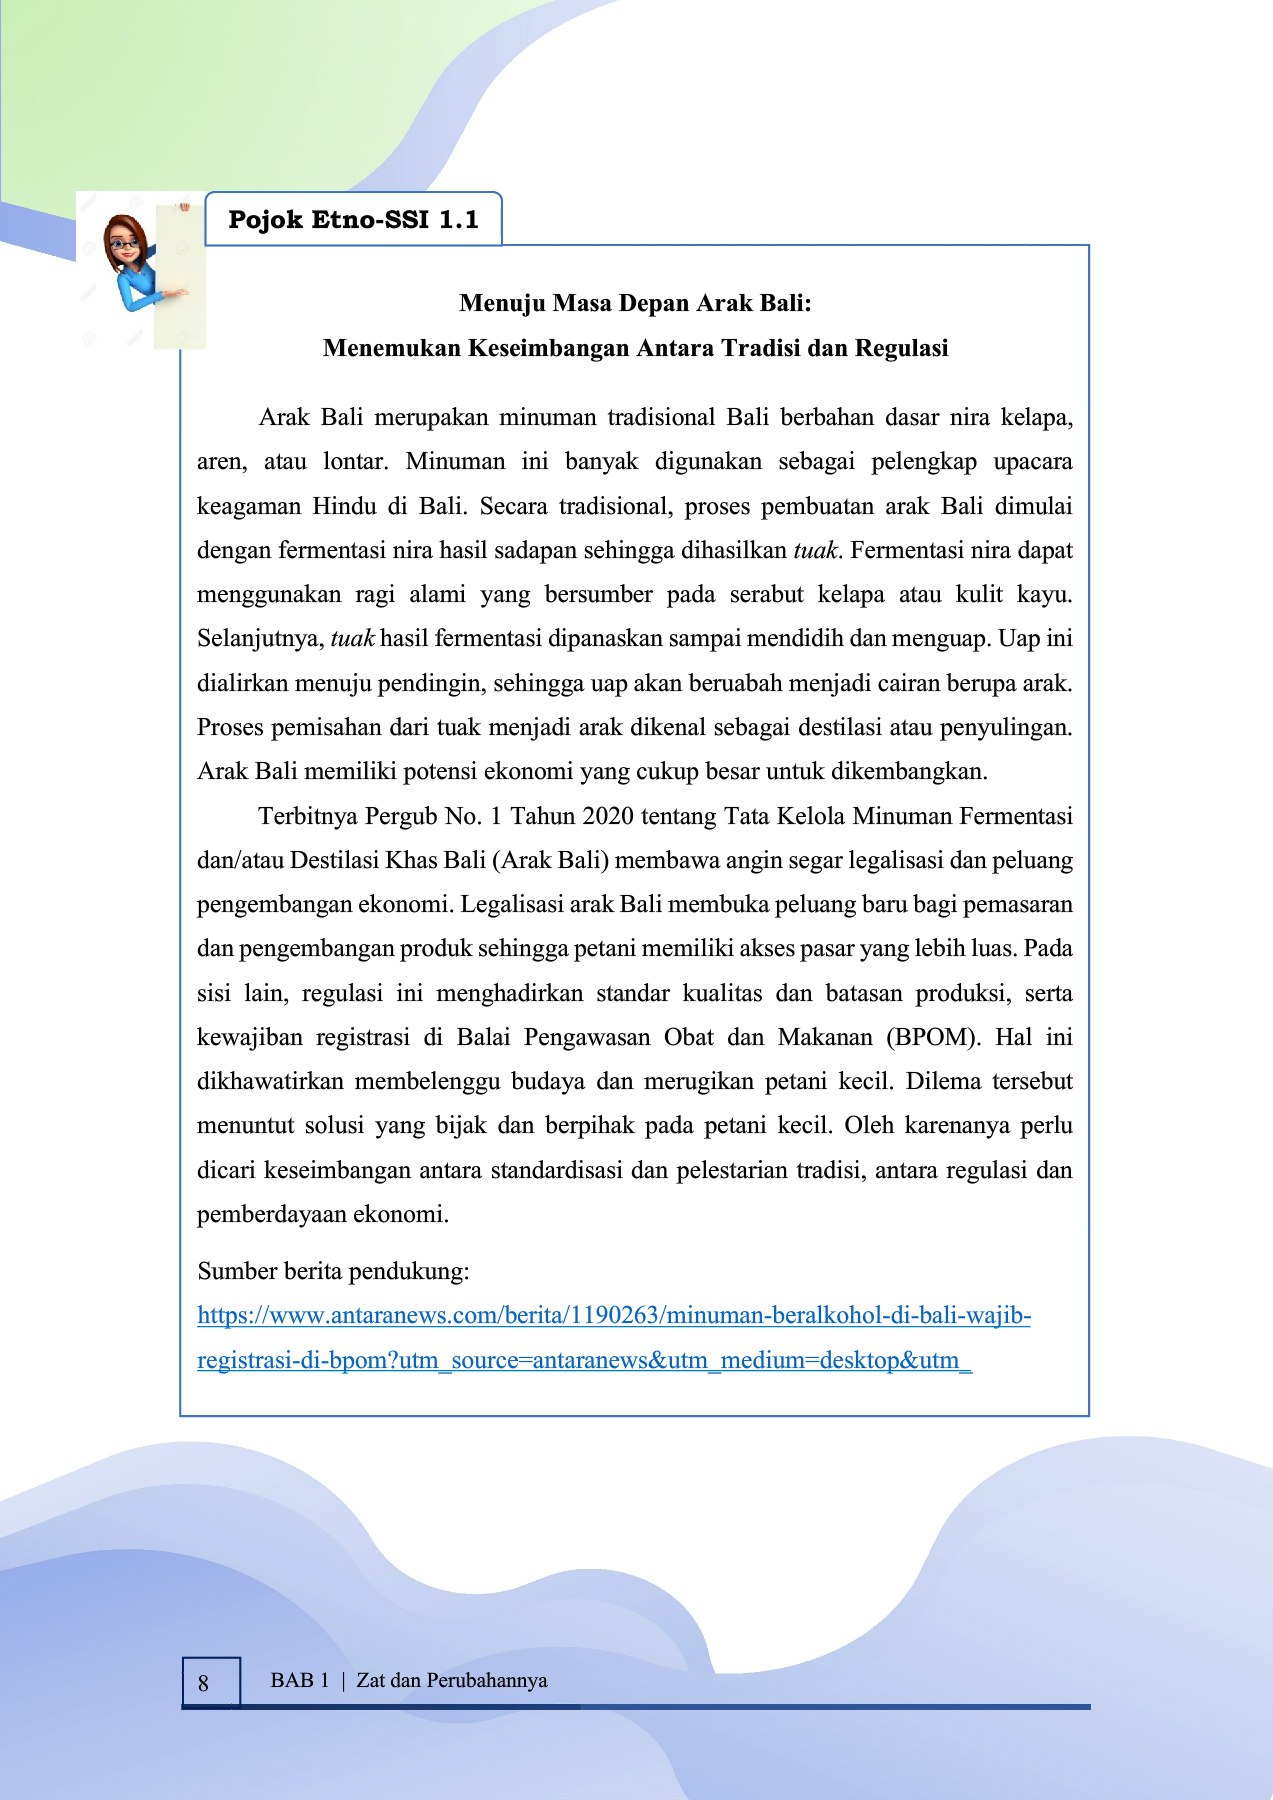 Pojok Etno-SSI 1.1
Menuju Masa Depan Arak Bali:
Menemukan Keseimbangan Antara Tradisi dan Regulasi
Arak Bali merupakan minuman tradisional Bali berbahan dasar nira kelapa,
aren, atau lontar. Minuman ini banyak digunakan sebagai pelengkap upacara
keagaman Hindu di Bali. Secara tradisional, proses pembuatan arak Bali dimulai
dengan fermentasi nira hasil sadapan sehingga dihasilkan tuak. Fermentasi nira dapat
menggunakan ragi alami yang bersumber pada serabut kelapa atau kulit kayu.
Selanjutnya, tuak hasil fermentasi dipanaskan sampai mendidih dan menguap. Uap ini
dialirkan menuju pendingin, sehingga uap akan beruabah menjadi cairan berupa arak.
Proses pemisahan dari tuak menjadi arak dikenal sebagai destilasi atau penyulingan.
Arak Bali memiliki potensi ekonomi yang cukup besar untuk dikembangkan.
Terbitnya Pergub No. 1 Tahun 2020 tentang Tata Kelola Minuman Fermentasi
dan/atau Destilasi Khas Bali (Arak Bali) membawa angin segar legalisasi dan peluang
pengembangan ekonomi. Legalisasi arak Bali membuka peluang baru bagi pemasaran
dan pengembangan produk sehingga petani memiliki akses pasar yang lebih luas. Pada
sisi lain, regulasi ini menghadirkan standar kualitas dan batasan produksi, serta
kewajiban registrasi di Balai Pengawasan Obat dan Makanan (BPOM). Hal ini
dikhawatirkan membelenggu budaya dan merugikan petani kecil. Dilema tersebut
menuntut solusi yang bijak dan berpihak pada petani kecil. Oleh karenanya perlu
dicari keseimbangan antara standardisasi dan pelestarian tradisi, antara regulasi dan
pemberdayaan ekonomi.
Sumber berita pendukung:
https://www.antaranews.com/berita/1190263/minuman-beralkohol-di-bali-wajib-
registrasi-di-bpom?utm_source=antaranews&utm_medium=desktop&utm_
8
BAB 1 | Zat dan Perubahannya